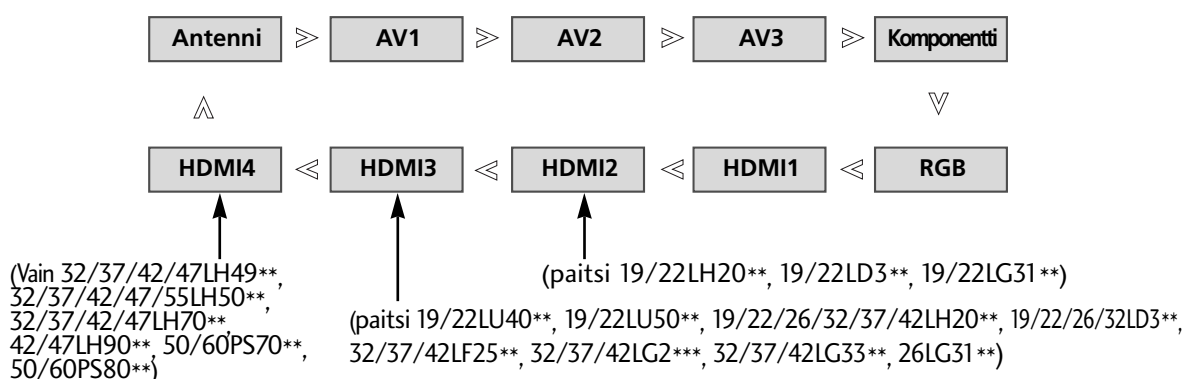 Antenni
AV1
AV2
AV3
Komponentti
HDMI4
HDMI3
HDMI2
HDMI1
RGB
(Vain 32/37/42/47LH49**,
32/37/42/47/55LH50**,
32/37/42/47LH70**,
42/47LH90**, 50/60PS70**,
50/60PS80**)
(paitsi 19/22LH20**, 19/22LD3**, 19/22LG31**)
(paitsi 19/22LU40**, 19/22LU50**, 19/22/26/32/37/42LH20**, 19/22/26/32LD3**,
32/37/42LF25**, 32/37/42LG2***, 32/37/42LG33**, 26LG31**)